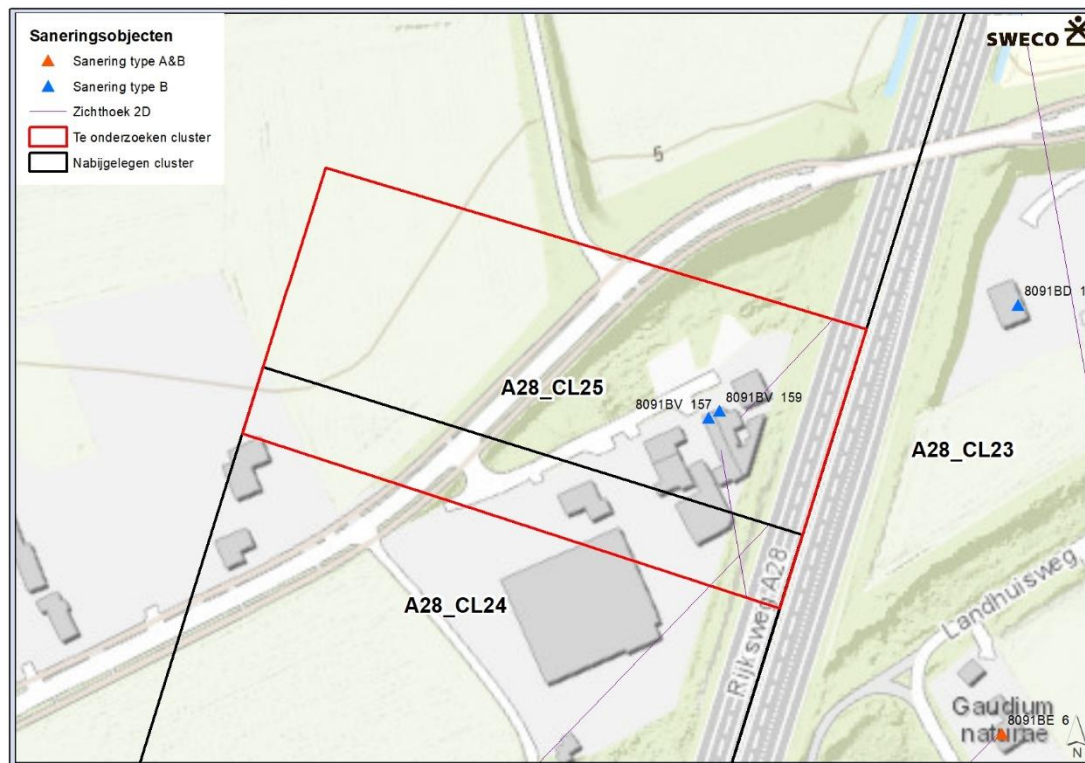 Saneringsobjecten
Sanering type A&B
Sanering type B
Zichthoek 2D
Te onderzoeken cluster
Nabijgelegen cluster
SWECO
5
8091BD 1
A28_CL25
8091BV 157
8091BV 159
A28_CL23
A28_CL24
Rijksweg A28
Landhuisweg
Gaudium
naturae
8091BE 6
N